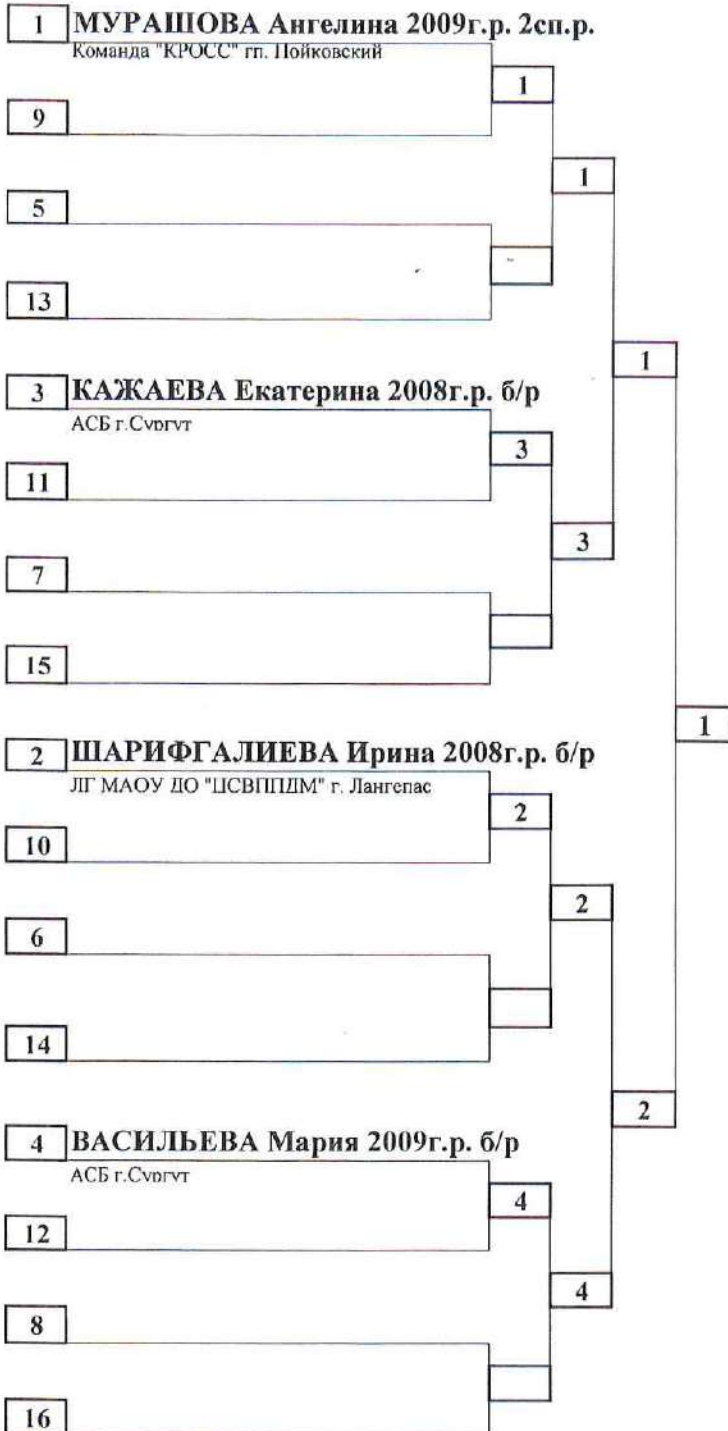 1 МУРАШОВА Ангелина 2009г.р. 2сп.р.
Команда "КРОСС" гп. Пойковский
1
9
1
5
13
1
3 КАЖАЕВА Екатерина 2008г.р. б/р
АСБ г.Сургут
3
11
3
7
15
1
2 ШАРИФГАЛИЕВА Ирина 2008г.р. б/р
ЛГ МАОУ ДО "ЦСВППДМ" г. Лангепас
2
10
2
6
14
2
4 ВАСИЛЬЕВА Мария 2009г.р. б/р
АСБ г.Сургут
4
12
4
8
16